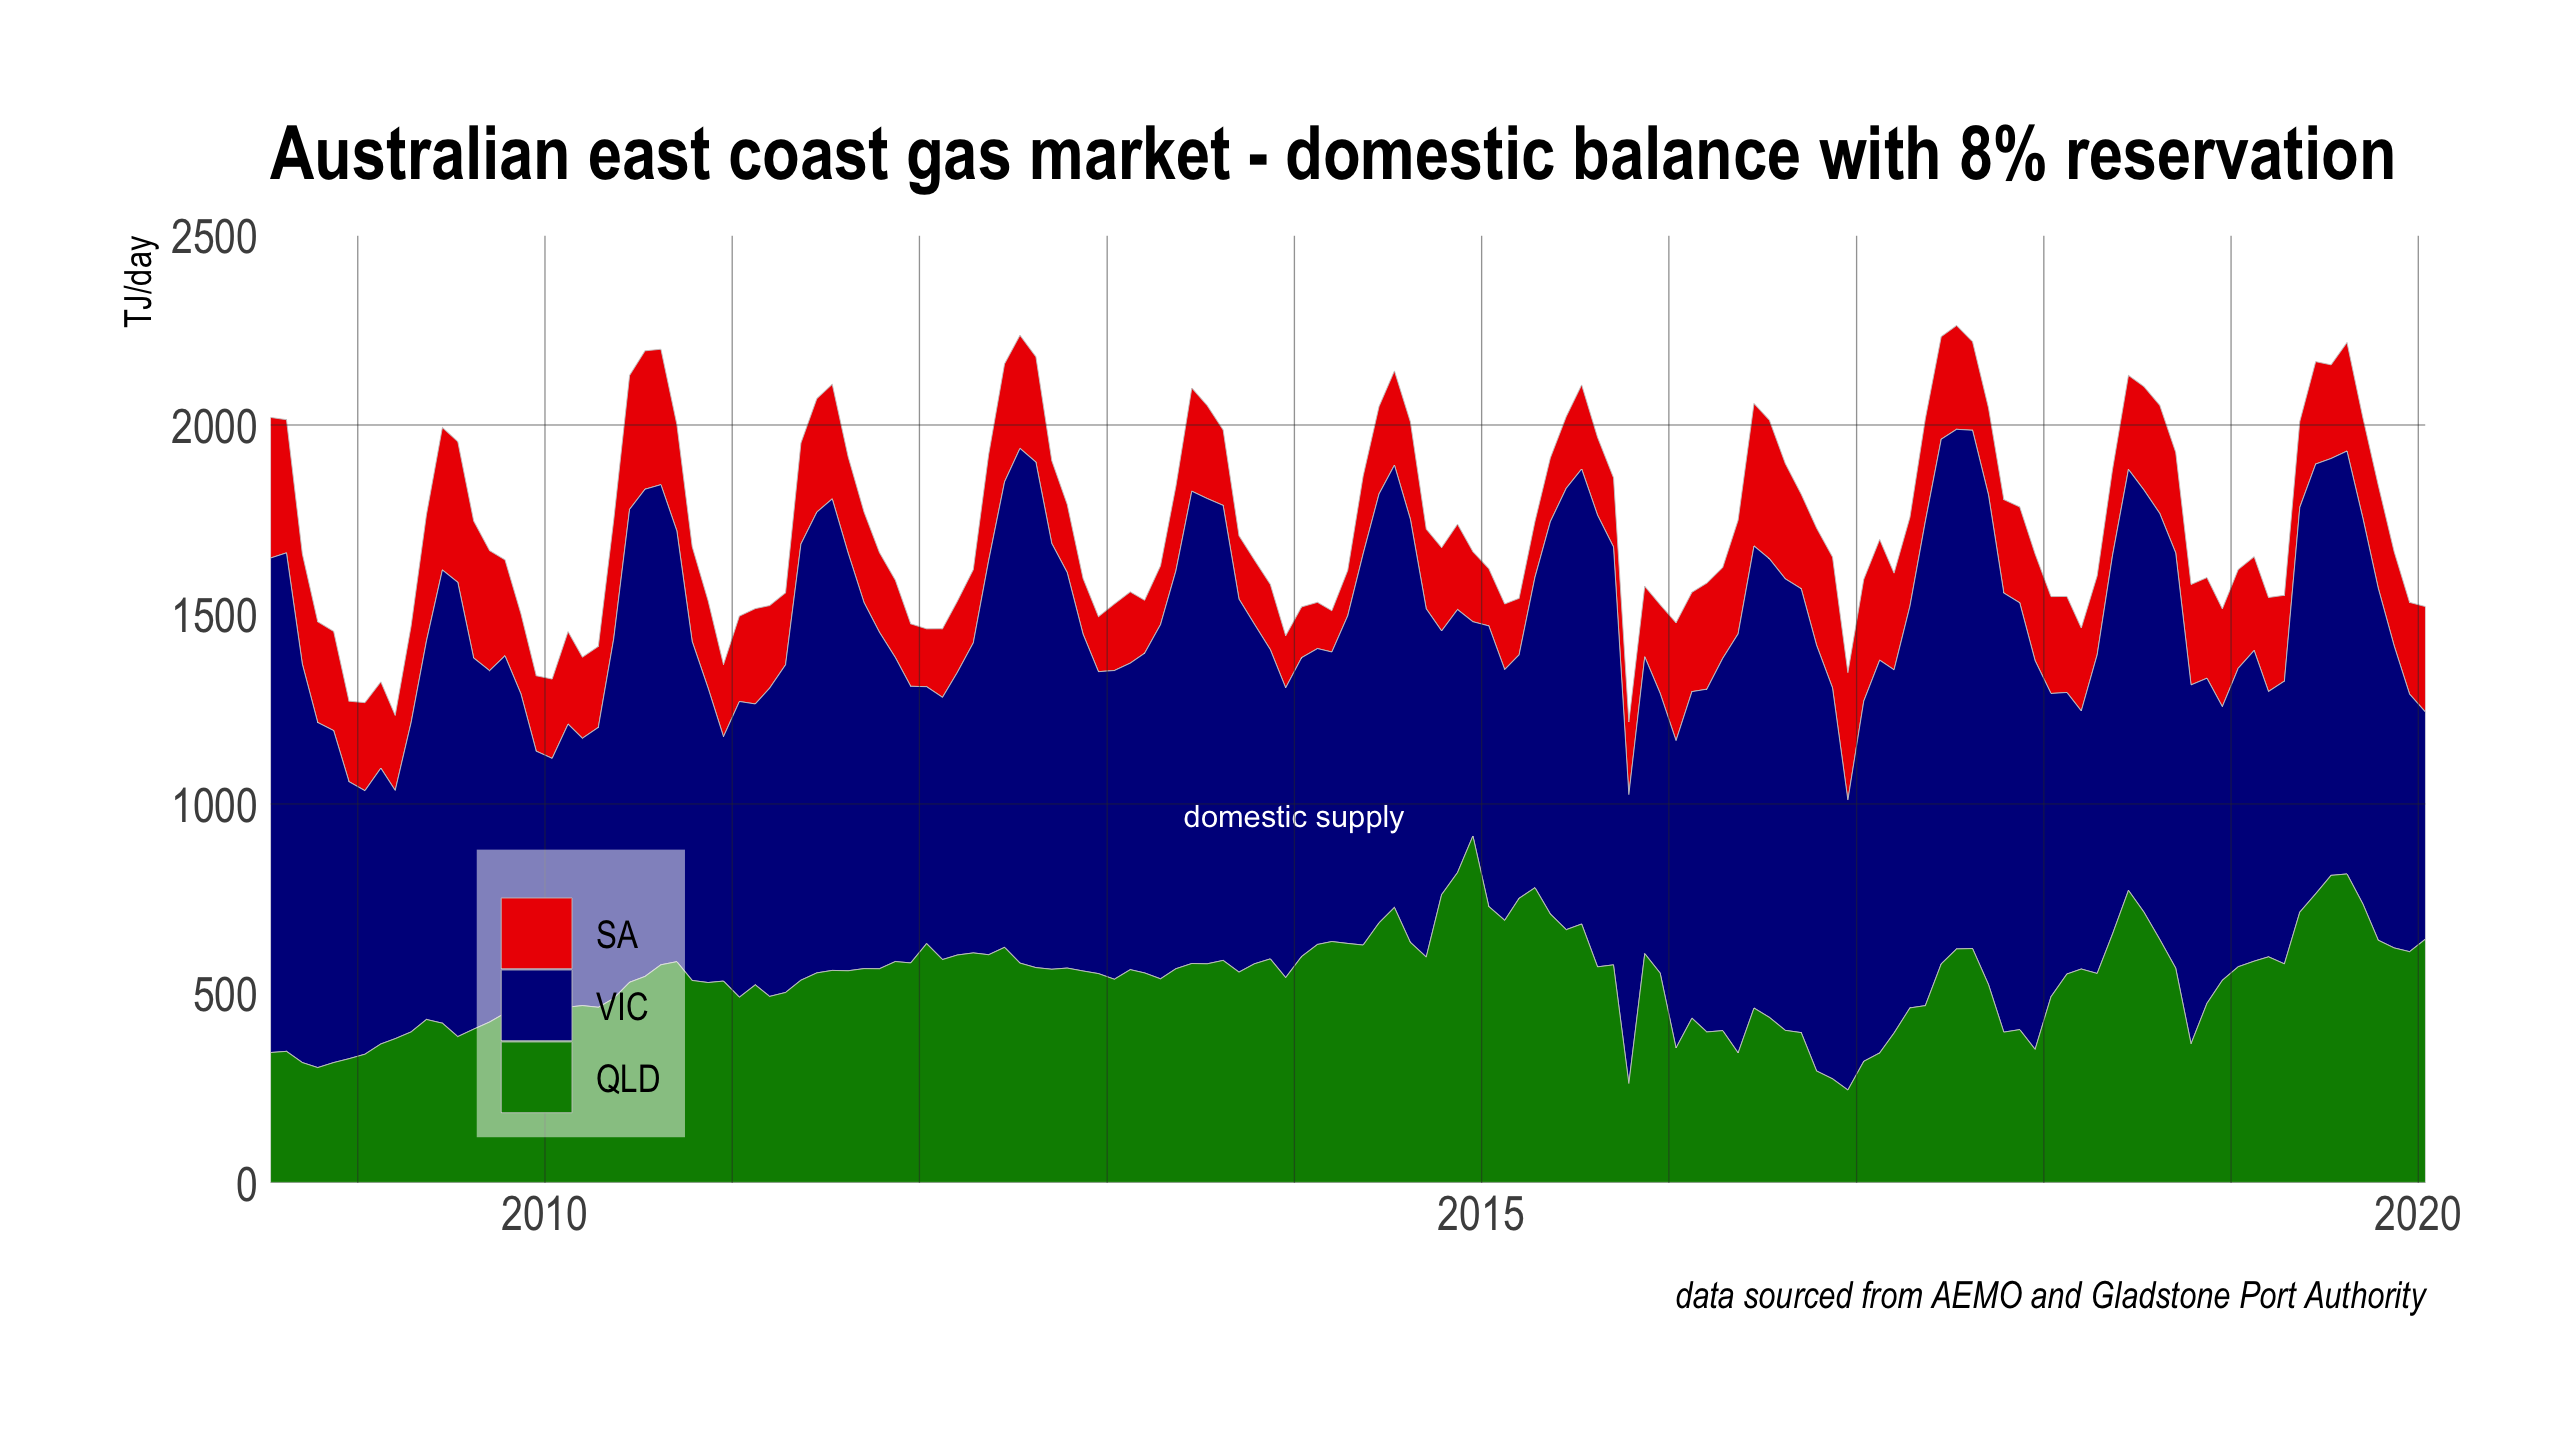 Australian east coast gas market - domestic balance with 8% reservation
TJ/day
2500
2000
1500
1000
500
0
domestic supply
SA
VIC
QLD
2010
2015
2020
data sourced from AEMO and Gladstone Port Authority